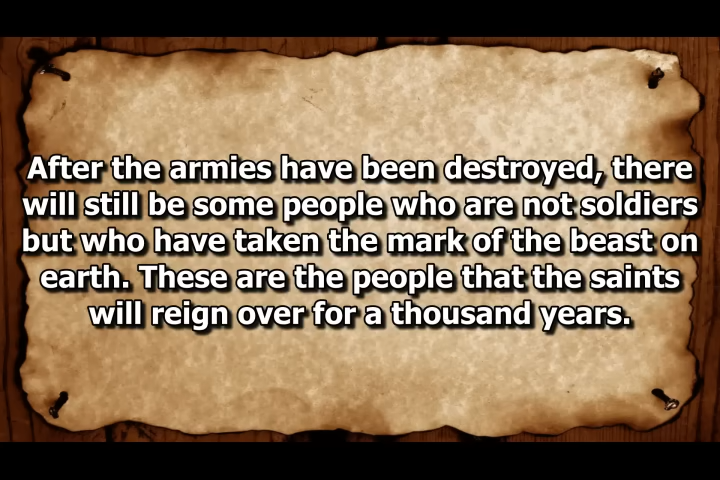 After the armies have been destroyed, there
will still be some people who are not soldiers
but who have taken the mark of the beast on
earth. These are the people that the saints
will reign over for a thousand years.